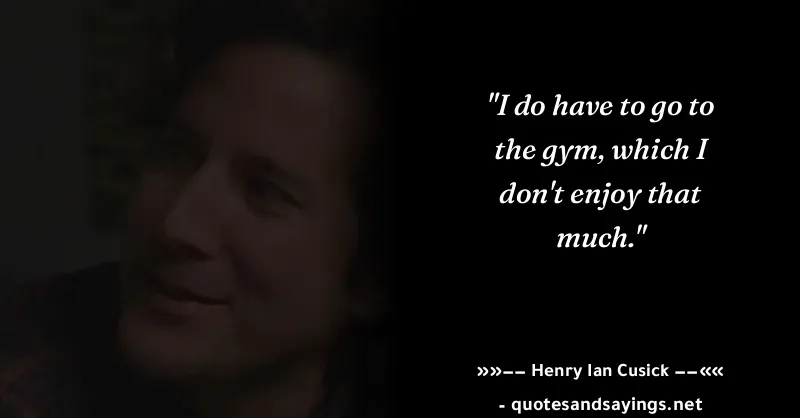 "I do have to go to
the gym, which I
don't enjoy that
much."
»»−− Henry Ian Cusick −−««
- quotesandsayings.net